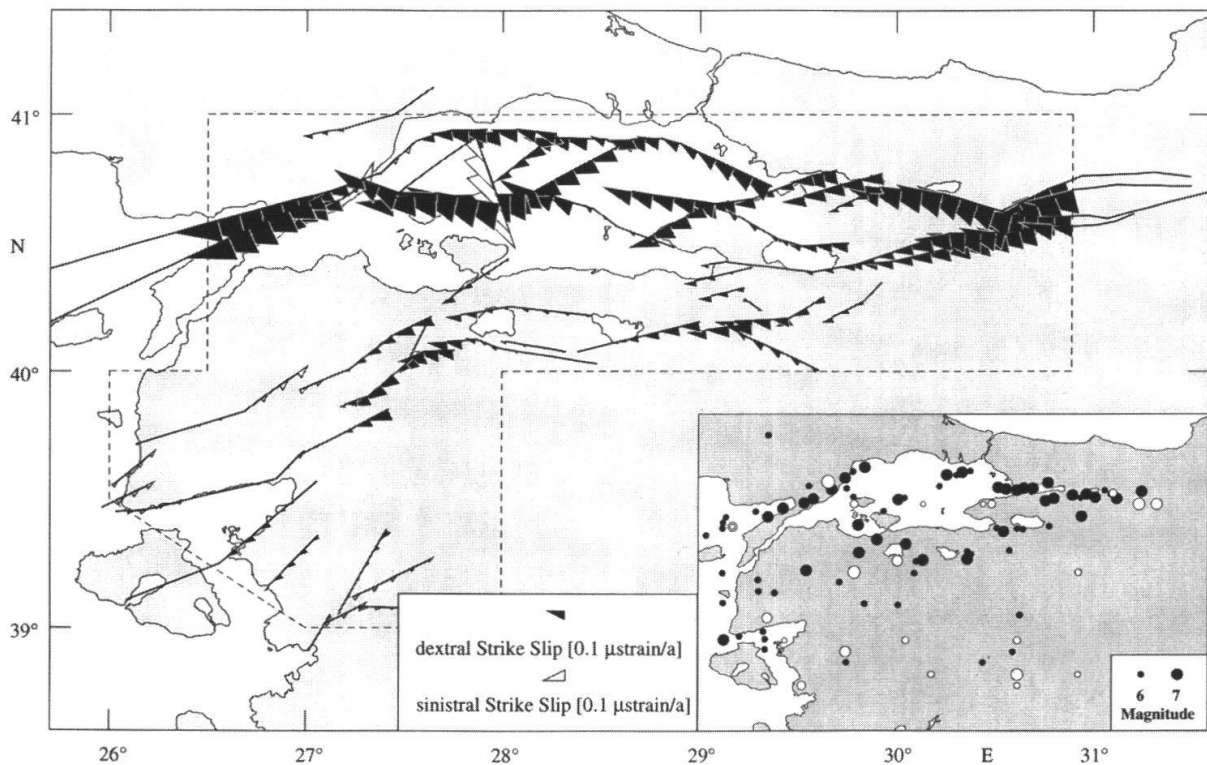 41°
N
40°
39°
dextral Strike Slip [0.1 µstrain/a]
sinistral Strike Slip [0.1 µstrain/a]
6 7
Magnitude
26° 27° 28° 29° 30° E 31°